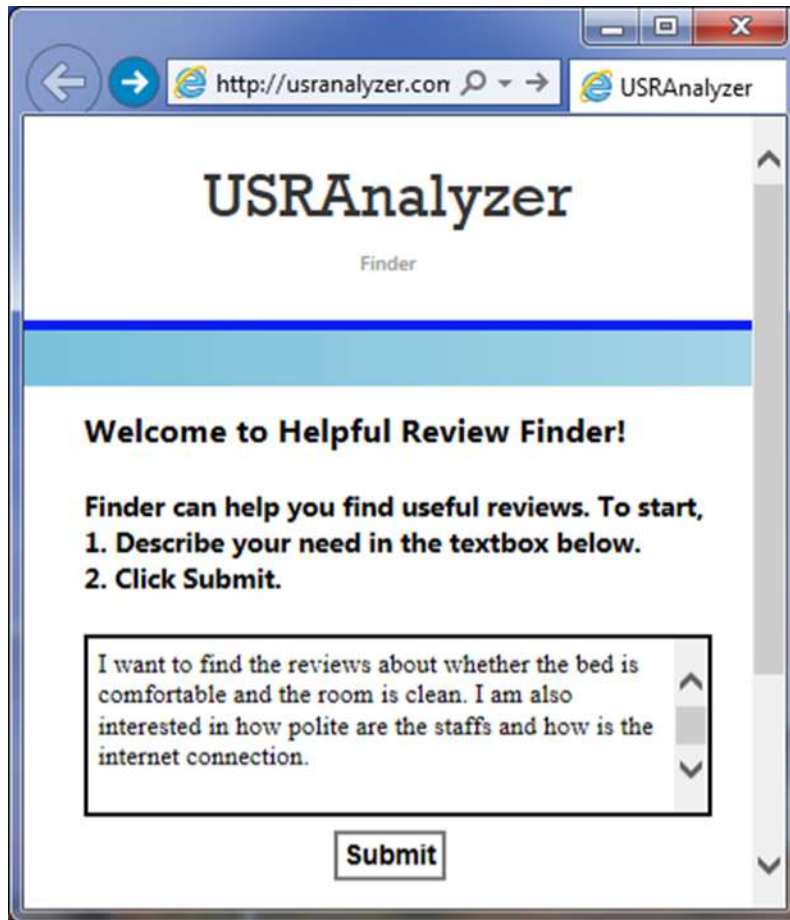 http://usranalyzer.con
USRAnalyzer
USRAnalyzer
Finder
Welcome to Helpful Review Finder!
Finder can help you find useful reviews. To start,
1. Describe your need in the textbox below.
2. Click Submit.
I want to find the reviews about whether the bed is
comfortable and the room is clean. I am also
interested in how polite are the staffs and how is the
internet connection.
Submit